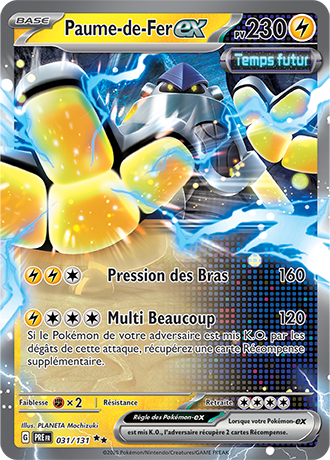 BASE
Paume-de-Fer ex PV 230
Temps futur
Pression des Bras 160
Multi Beaucoup 120
Si le Pokémon de votre adversaire est mis K.O. par les
dégâts de cette attaque, récupérez une carte Récompense
supplémentaire.
Faiblesse ×2 Résistance Retraite
Illus. PLANETA Mochizuki
G PRE FR 031/131 ★★
Règle des Pokémon-ex Lorsque votre Pokémon-ex
est mis K.O., l'adversaire récupère 2 cartes Récompense.
©2025 Pokémon/Nintendo/Creatures/GAME FREAK